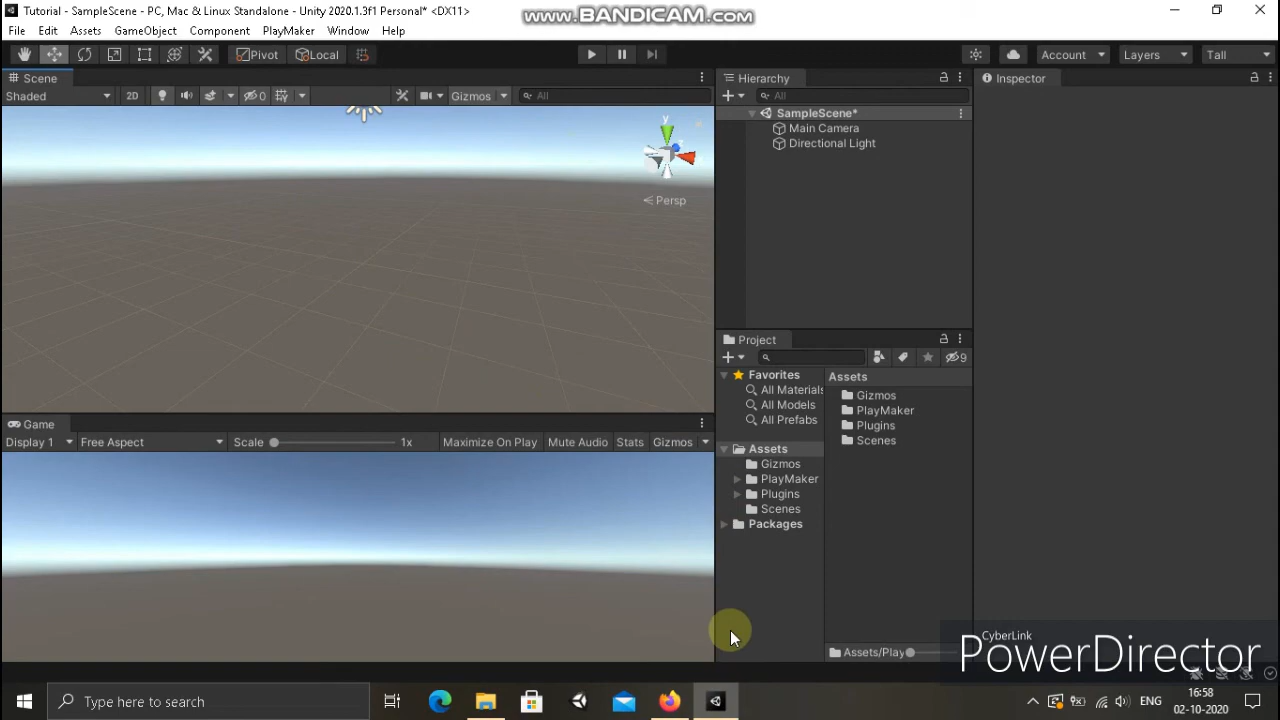 Tutorial - SampleScene - PC, Mac & Linux Standalone - Unity 2020.1.3f1 Personal* <DX11>
www.BANDICAM.com
File Edit Assets GameObject Component PlayMaker Window Help
Pivot Local Account Layers Tall
Scene
Shaded 2D 0 Gizmos All
Persp
y
Hierarchy
All
SampleScene*
Main Camera
Directional Light
Inspector
Game
Display 1 Free Aspect Scale 1x Maximize On Play Mute Audio Stats Gizmos
Project
9
Favorites
All Materials
All Models
All Prefabs
Assets
Gizmos
PlayMaker
Plugins
Scenes
Packages
Assets
Gizmos
PlayMaker
Plugins
Scenes
Assets/Play
CyberLink
PowerDirector
Type here to search
ENG
16:58
02-10-2020